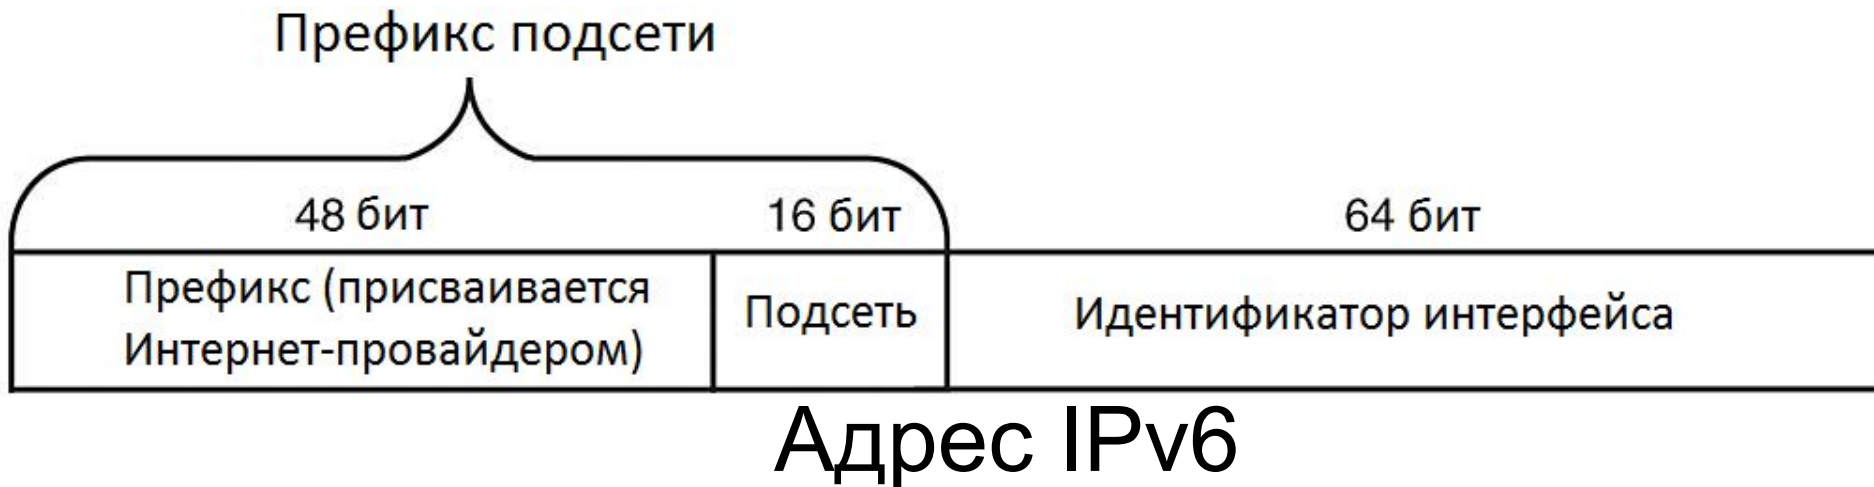 Префикс подсети
48 бит
16 бит
64 бит
Префикс (присваивается
Интернет-провайдером)
Подсеть
Идентификатор интерфейса
Адрес IPv6